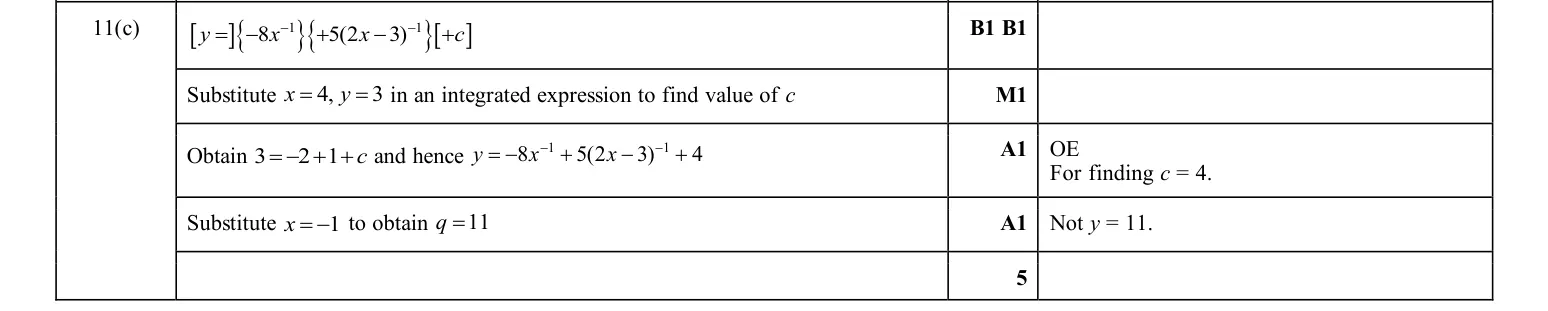 11(c)
[y =]{−8x⁻¹}{+5(2x − 3)⁻¹}[+c]
B1 B1
Substitute x = 4, y = 3 in an integrated expression to find value of c
M1
Obtain 3 = −2 + 1 + c and hence y = −8x⁻¹ + 5(2x − 3)⁻¹ + 4
A1
OE
For finding c = 4.
Substitute x = −1 to obtain q = 11
A1
Not y = 11.
5